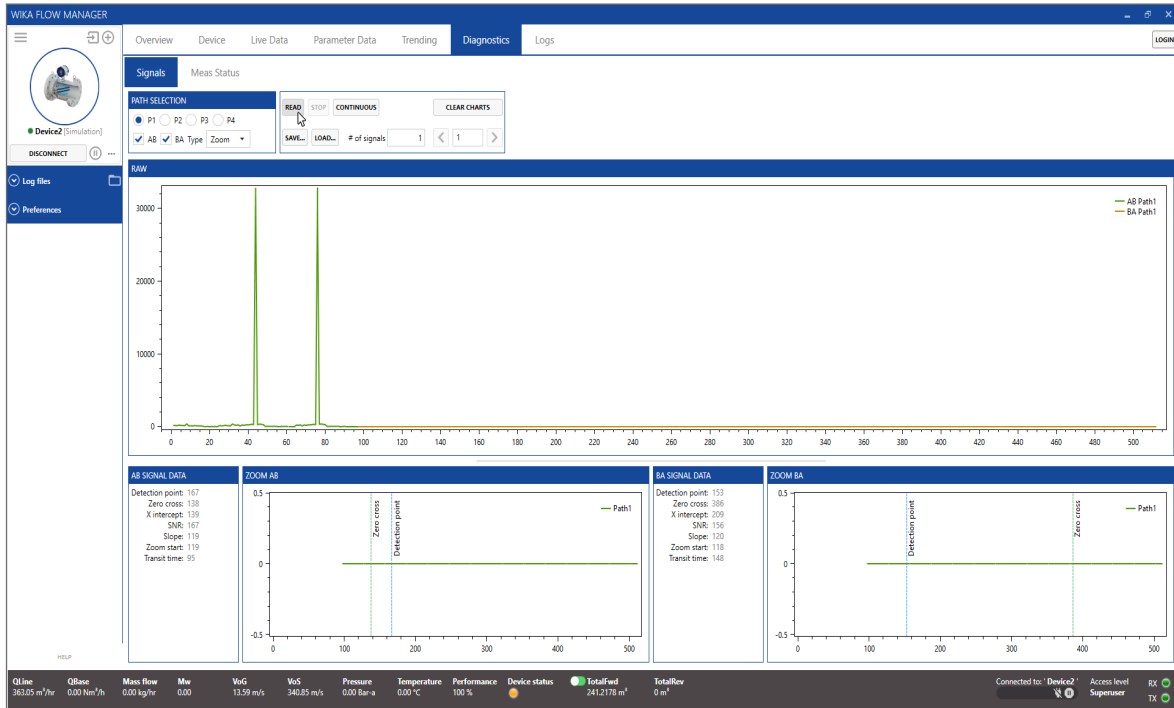 WIKA FLOW MANAGER
Overview Device Live Data Parameter Data Trending Diagnostics Logs
LOGIN
Signals Meas Status
PATH SELECTION
P1 P2 P3 P4
AB BA Type Zoom
READ STOP CONTINUOUS CLEAR CHARTS
SAVE... LOAD... # of signals 1 1
Device2 [Simulation]
DISCONNECT
Log files
Preferences
HELP
RAW
AB Path1
BA Path1
30000
20000
10000
0
0 20 40 60 80 100 120 140 160 180 200 220 240 260 280 300 320 340 360 380 400 420 440 460 480 500
AB SIGNAL DATA
Detection point: 167
Zero cross: 138
X intercept: 139
SNR: 167
Slope: 119
Zoom start: 119
Transit time: 95
ZOOM AB
Path1
Zero cross
Detection point
0.5
0
-0.5
0 100 200 300 400 500
BA SIGNAL DATA
Detection point: 153
Zero cross: 386
X intercept: 209
SNR: 156
Slope: 120
Zoom start: 118
Transit time: 148
ZOOM BA
Path1
Detection point
Zero cross
0.5
0
-0.5
0 100 200 300 400 500
QLine QBase Mass flow Mw VoG VoS Pressure Temperature Performance Device status TotalFwd TotalRev
363.05 m³/hr 0.00 Nm³/h 0.00 kg/hr 0.00 13.59 m/s 340.85 m/s 0.00 Bar-a 0.00 °C 100 % 241.2178 m³ 0 m³
Connected to: ' Device2 '
Access level
Superuser
RX
TX